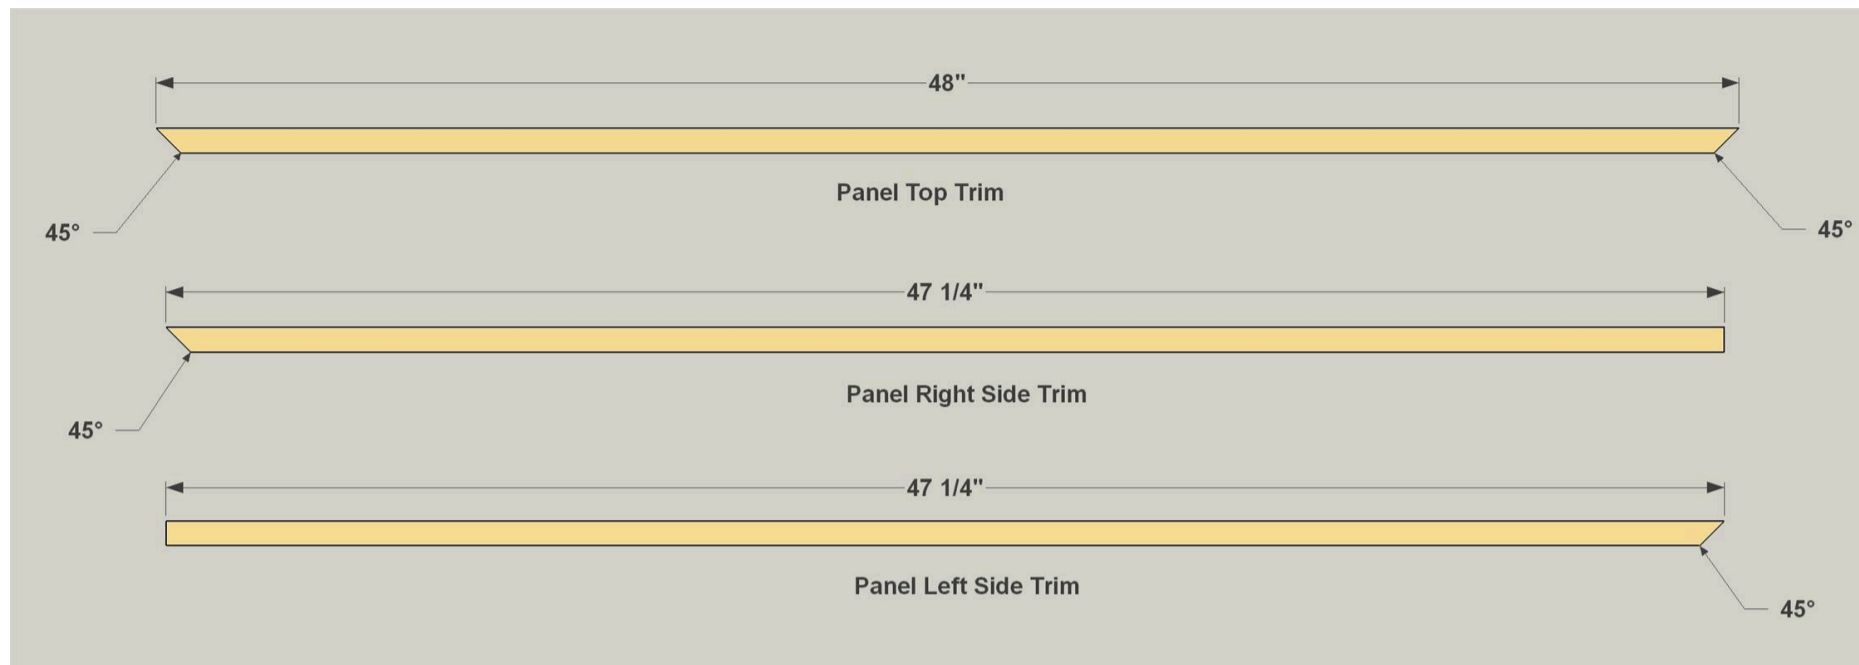 48"
Panel Top Trim
45°
45°
47 1/4"
Panel Right Side Trim
45°
47 1/4"
Panel Left Side Trim
45°